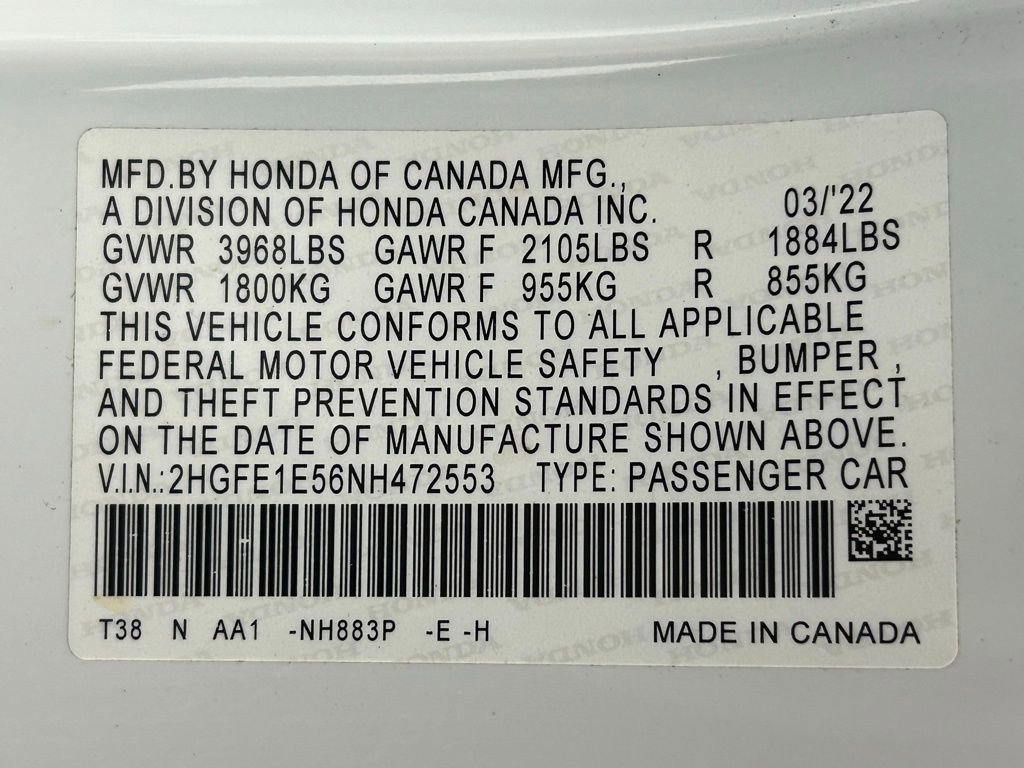 MFD.BY HONDA OF CANADA MFG.,
A DIVISION OF HONDA CANADA INC. 03/'22
GVWR 3968LBS GAWR F 2105LBS R 1884LBS
GVWR 1800KG GAWR F 955KG R 855KG
THIS VEHICLE CONFORMS TO ALL APPLICABLE
FEDERAL MOTOR VEHICLE SAFETY , BUMPER ,
AND THEFT PREVENTION STANDARDS IN EFFECT
ON THE DATE OF MANUFACTURE SHOWN ABOVE.
V.I.N.:2HGFE1E56NH472553 TYPE: PASSENGER CAR
T38 N AA1 -NH883P -E -H MADE IN CANADA